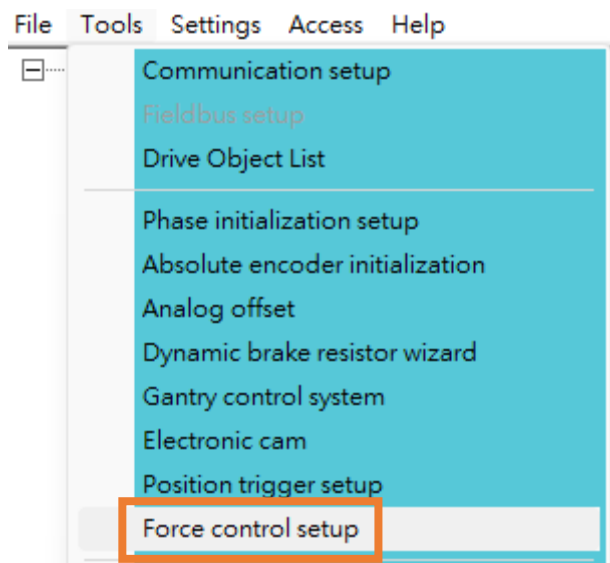 File Tools Settings Access Help
Communication setup
Fieldbus setup
Drive Object List
Phase initialization setup
Absolute encoder initialization
Analog offset
Dynamic brake resistor wizard
Gantry control system
Electronic cam
Position trigger setup
Force control setup